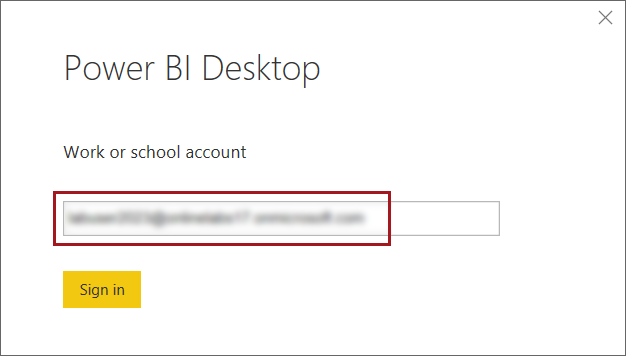 Power BI Desktop
Work or school account
Sign in